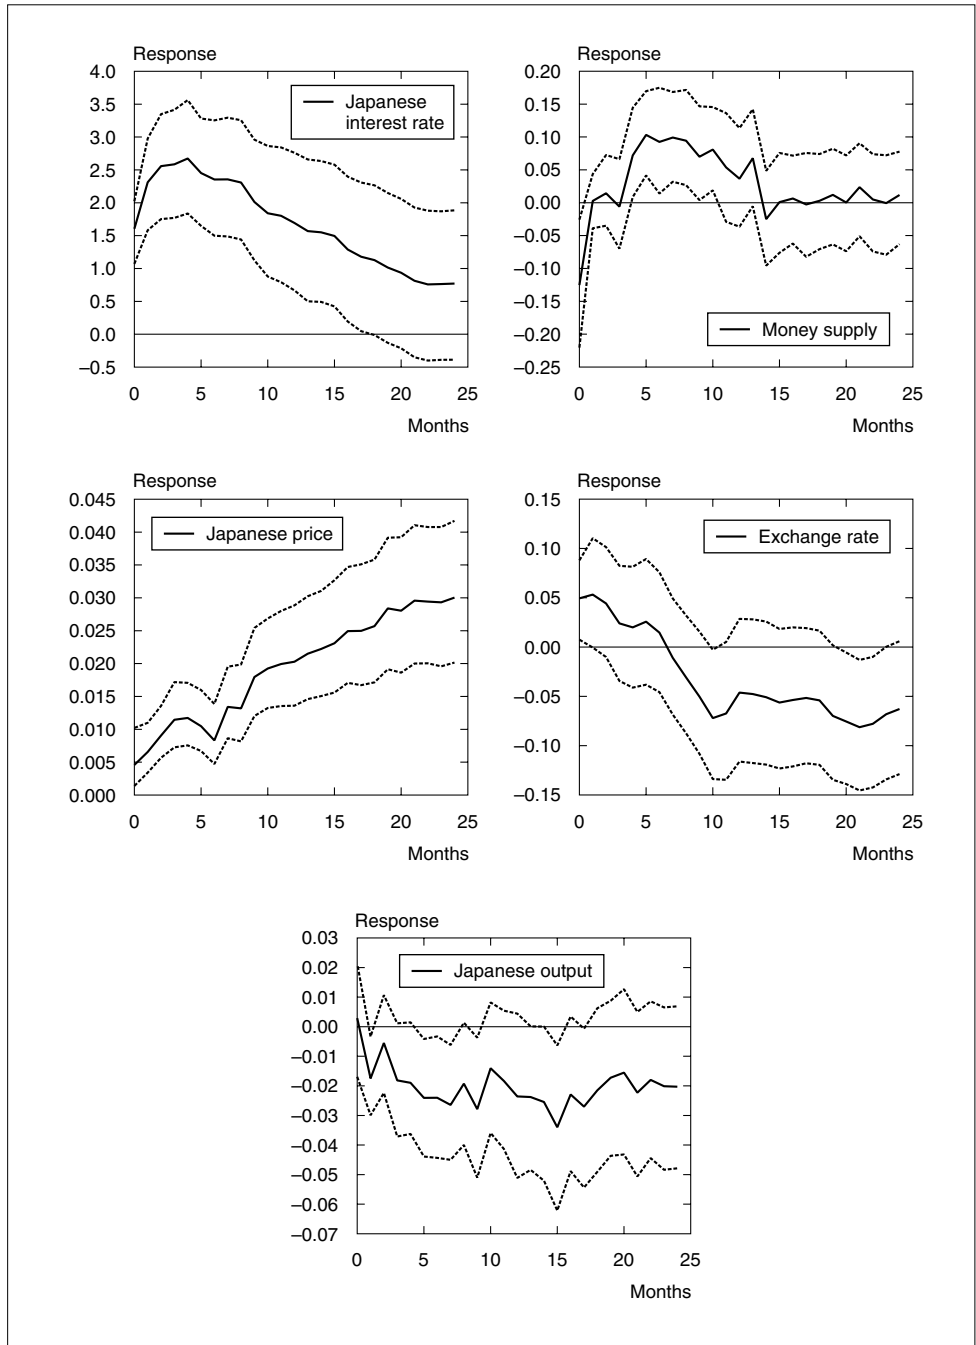 Response
4.0
3.5
3.0
2.5
2.0
1.5
1.0
0.5
0.0
–0.5
Japanese
interest rate
0 5 10 15 20 25
Months
Response
0.20
0.15
0.10
0.05
0.00
–0.05
–0.10
–0.15
–0.20
–0.25
Money supply
0 5 10 15 20 25
Months
Response
0.045
0.040
0.035
0.030
0.025
0.020
0.015
0.010
0.005
0.000
Japanese price
0 5 10 15 20 25
Months
Response
0.15
0.10
0.05
0.00
–0.05
–0.10
–0.15
Exchange rate
0 5 10 15 20 25
Months
Response
0.03
0.02
0.01
0.00
–0.01
–0.02
–0.03
–0.04
–0.05
–0.06
–0.07
Japanese output
0 5 10 15 20 25
Months